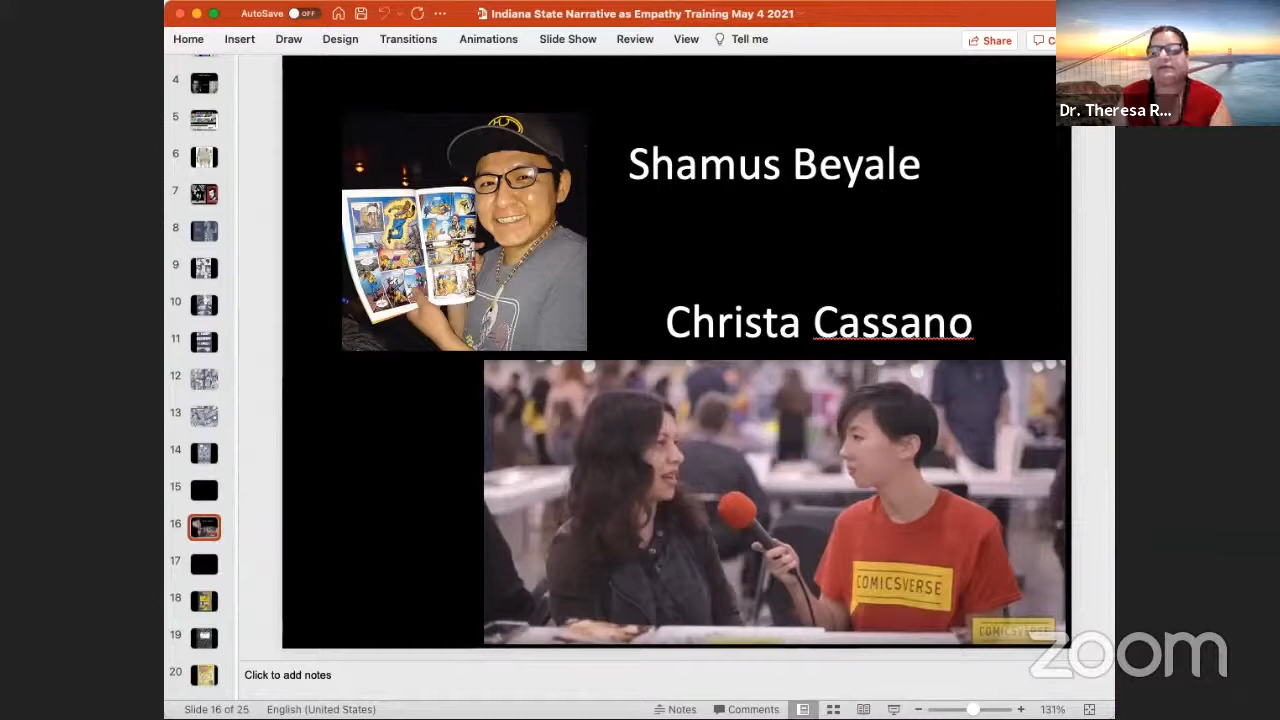 AutoSave OFF
Indiana State Narrative as Empathy Training May 4 2021
Home Insert Draw Design Transitions Animations Slide Show Review View Tell me
Share
Dr. Theresa R...
4
5
6
7
8
9
10
11
12
13
14
15
16
17
18
19
20
Shamus Beyale
Christa Cassano
COMICSVERSE
COMICSVERSE
zoom
Click to add notes
Slide 16 of 25 English (United States) Notes Comments 131%